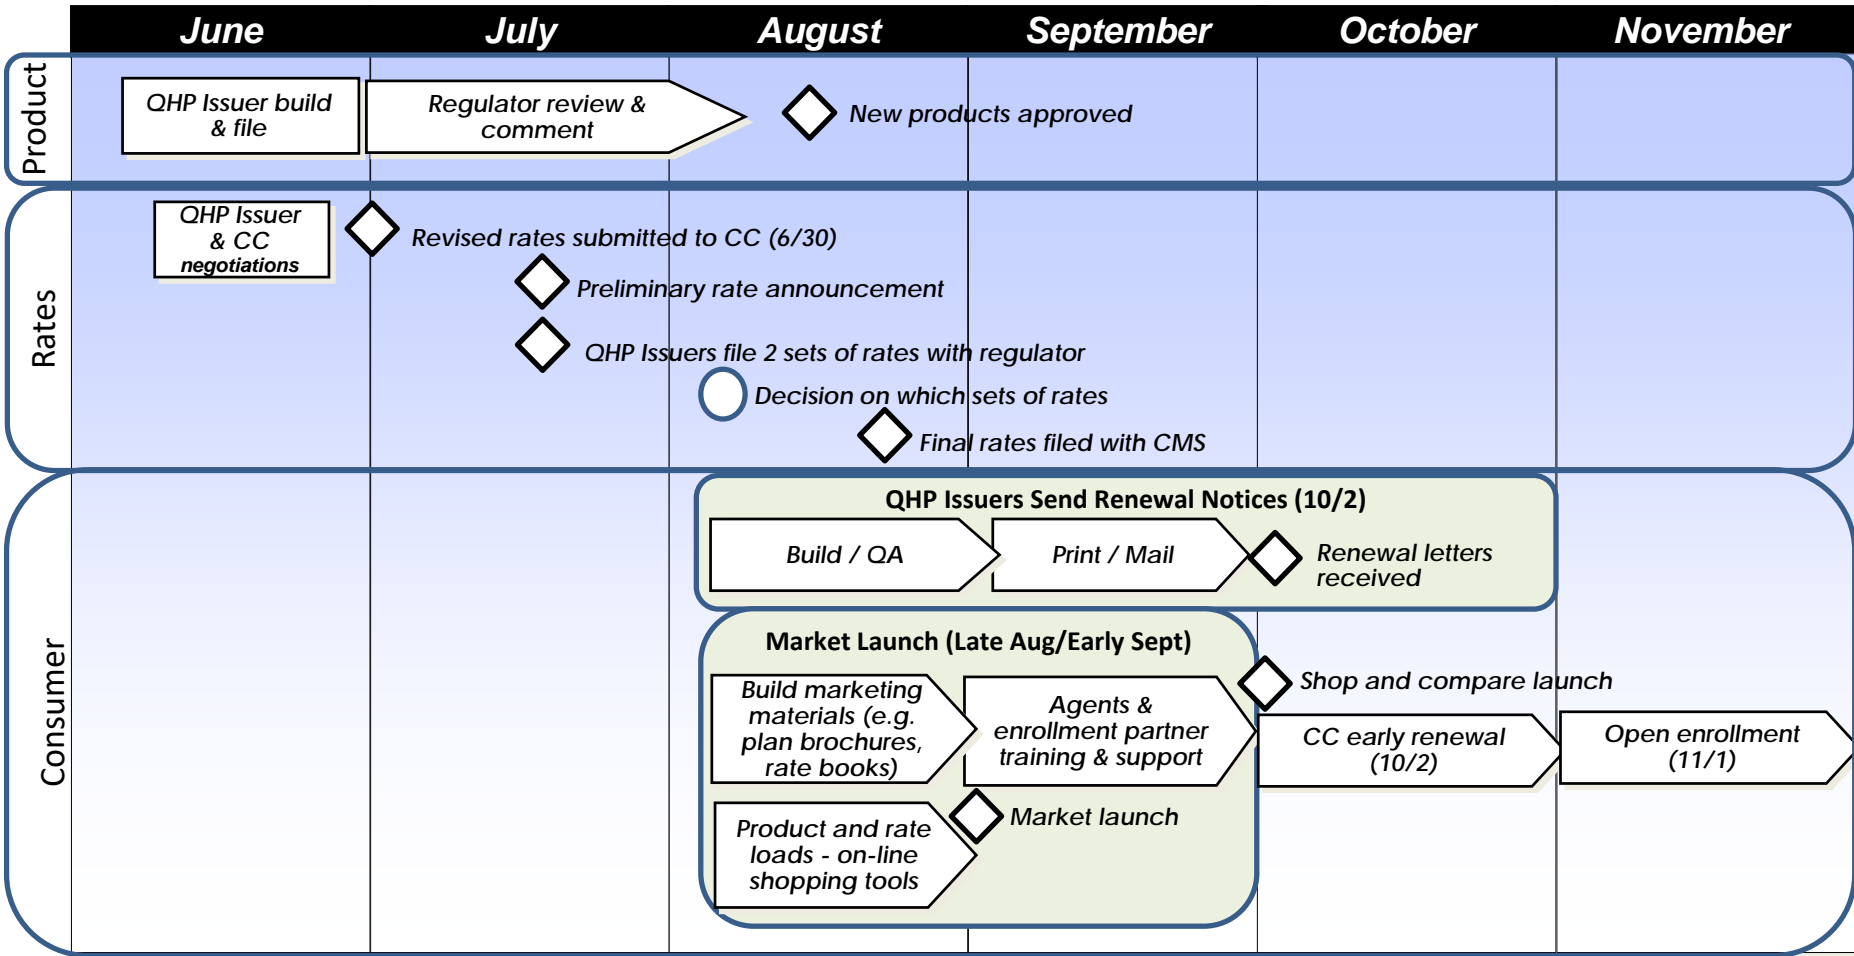 June July August September October November
Product
QHP Issuer build
& file
Regulator review &
comment
New products approved
Rates
QHP Issuer
& CC
negotiations
Revised rates submitted to CC (6/30)
Preliminary rate announcement
QHP Issuers file 2 sets of rates with regulator
Decision on which sets of rates
Final rates filed with CMS
Consumer
QHP Issuers Send Renewal Notices (10/2)
Build / QA
Print / Mail
Renewal letters
received
Market Launch (Late Aug/Early Sept)
Build marketing
materials (e.g.
plan brochures,
rate books)
Agents &
enrollment partner
training & support
Shop and compare launch
CC early renewal
(10/2)
Open enrollment
(11/1)
Product and rate
loads - on-line
shopping tools
Market launch